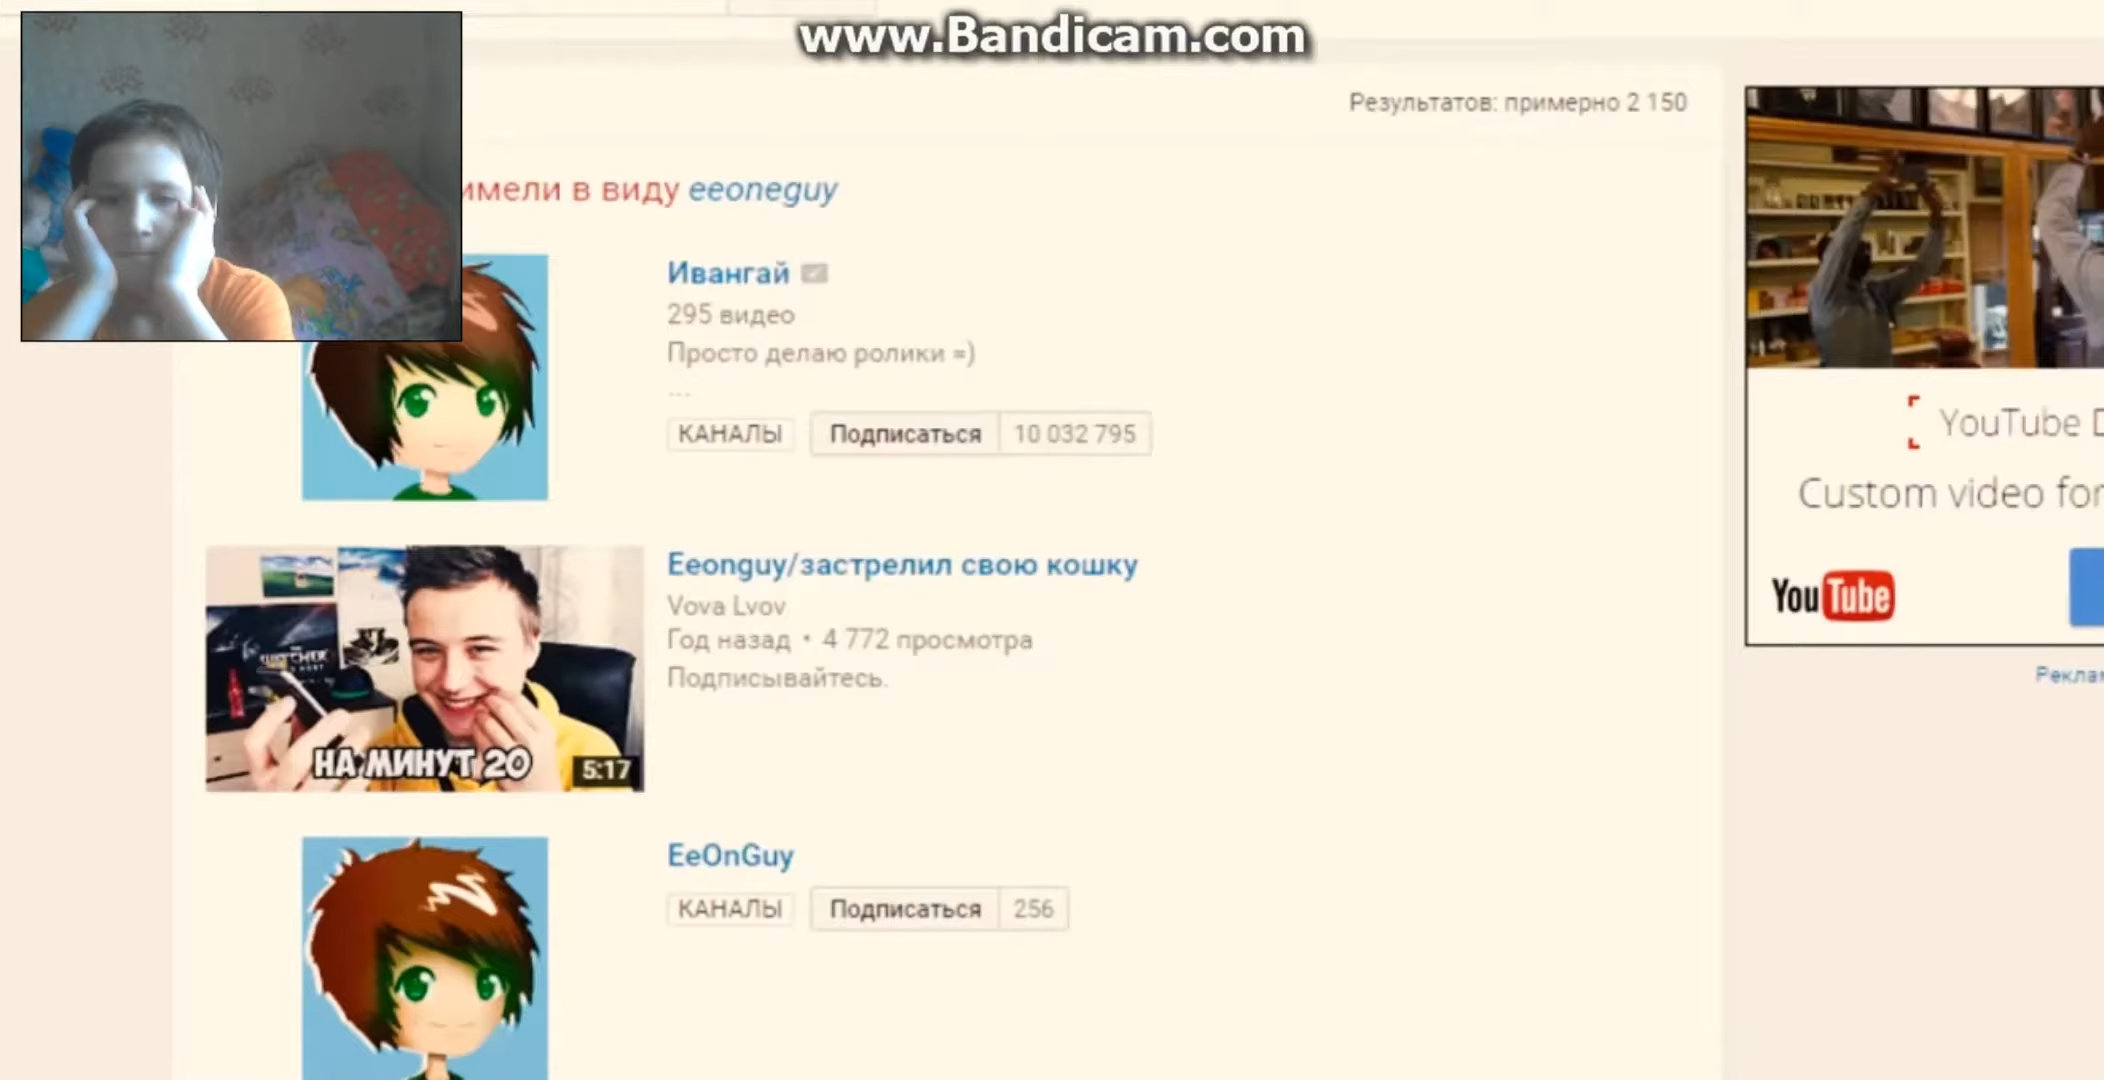 www.Bandicam.com
Результатов: примерно 2 150
имели в виду eeoneguy
Ивангай
295 видео
Просто делаю ролики =)
...
КАНАЛЫ
Подписаться 10 032 795
Eeonguy/застрелил свою кошку
Vova Lvov
Год назад • 4 772 просмотра
Подписывайтесь.
НА МИНУТ 20
5:17
EeOnGuy
КАНАЛЫ
Подписаться 256
YouTube D
Custom video for
YouTube
Реклам